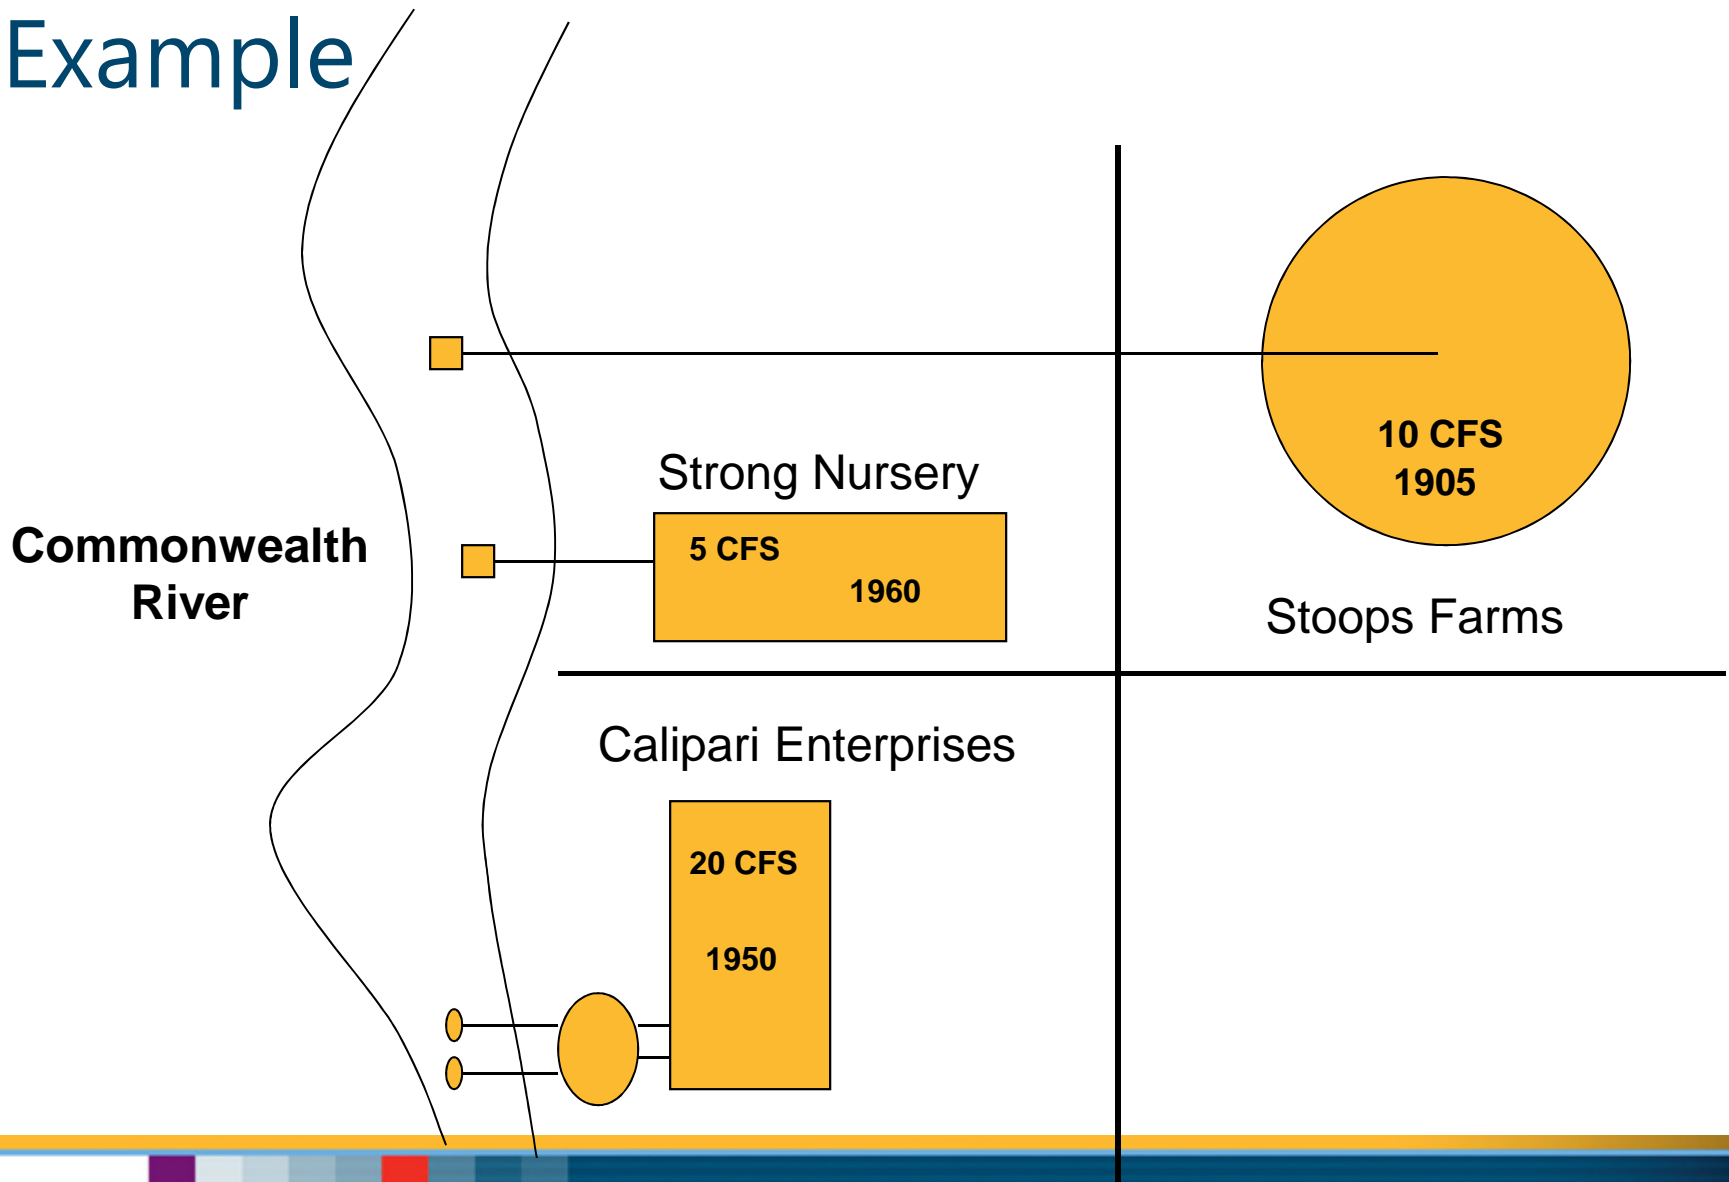 Example
10 CFS
1905
Strong Nursery
5 CFS
1960
Commonwealth
River
Stoops Farms
Calipari Enterprises
20 CFS
1950